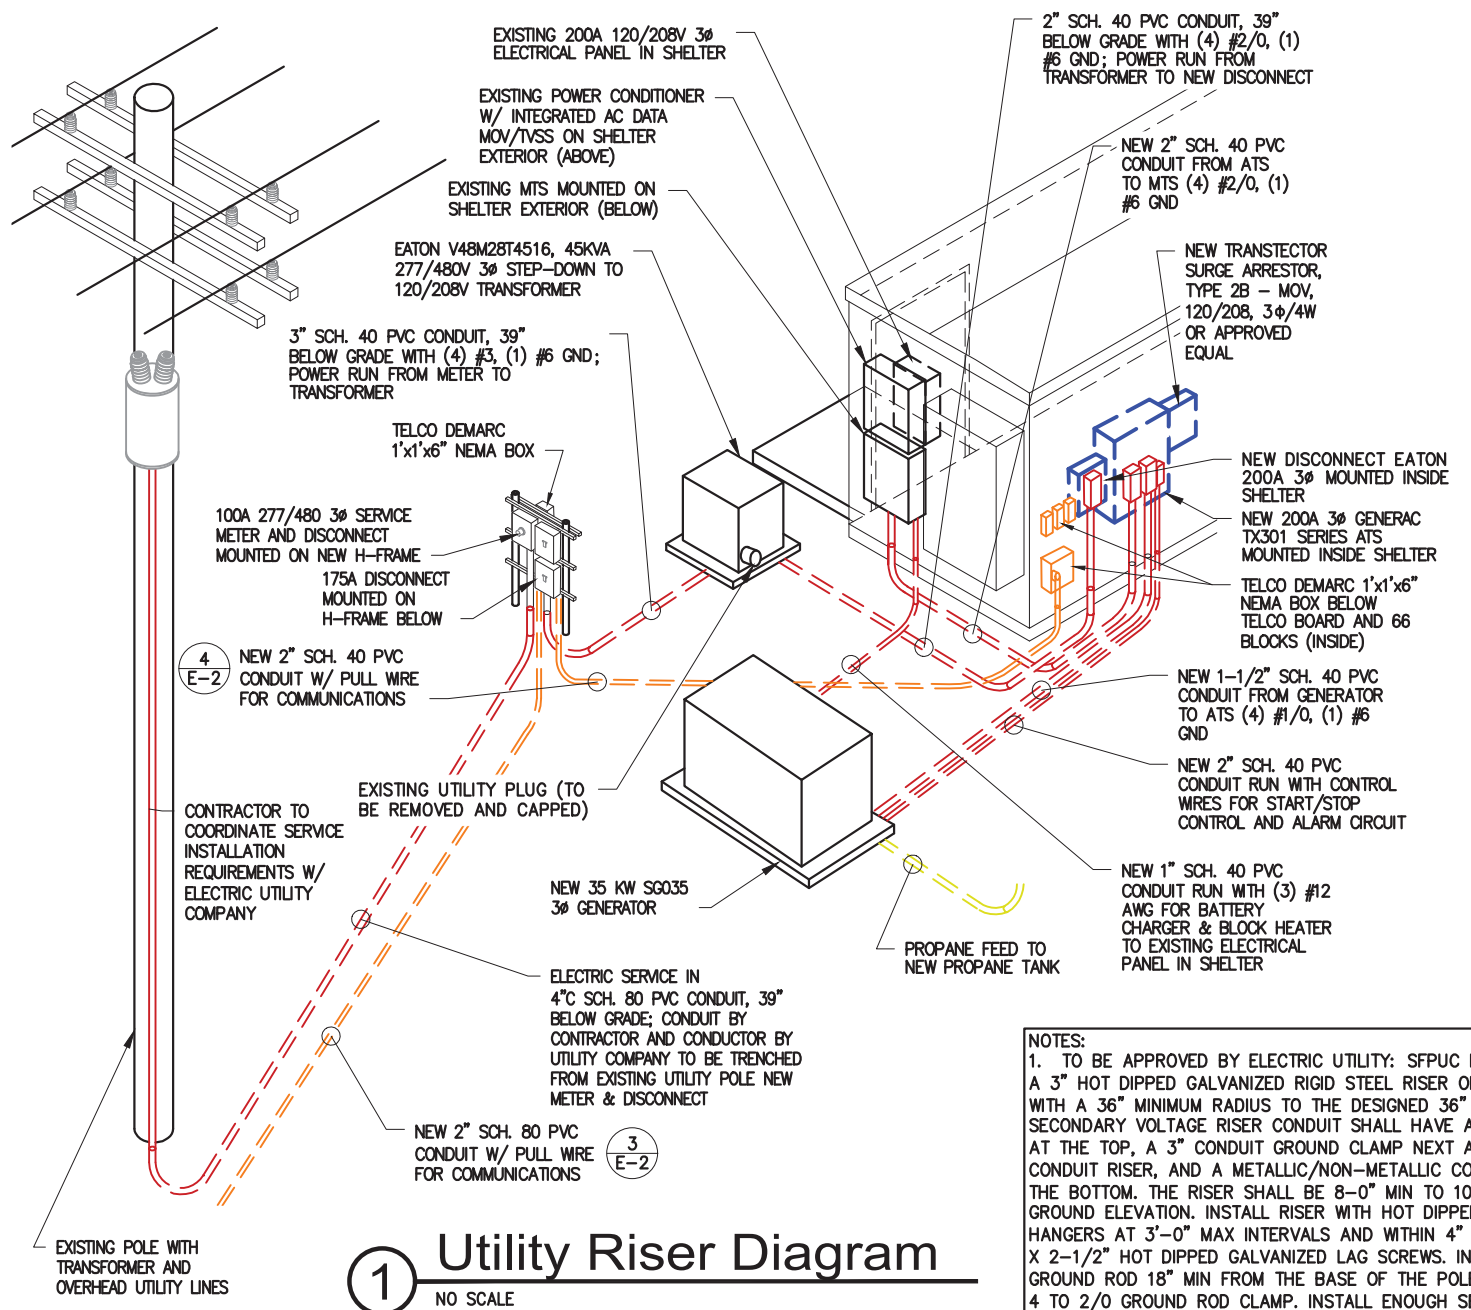 EXISTING 200A 120/208V 3ø
ELECTRICAL PANEL IN SHELTER
2" SCH. 40 PVC CONDUIT, 39"
BELOW GRADE WITH (4) #2/0, (1)
#6 GND; POWER RUN FROM
TRANSFORMER TO NEW DISCONNECT
EXISTING POWER CONDITIONER
W/ INTEGRATED AC DATA
MOV/TVSS ON SHELTER
EXTERIOR (ABOVE)
NEW 2" SCH. 40 PVC
CONDUIT FROM ATS
TO MTS (4) #2/0, (1)
#6 GND
EXISTING MTS MOUNTED ON
SHELTER EXTERIOR (BELOW)
EATON V48M28T4516, 45KVA
277/480V 3ø STEP-DOWN TO
120/208V TRANSFORMER
NEW TRANSTECTOR
SURGE ARRESTOR,
TYPE 2B - MOV,
120/208, 3ϕ/4W
OR APPROVED
EQUAL
3" SCH. 40 PVC CONDUIT, 39"
BELOW GRADE WITH (4) #3, (1) #6 GND;
POWER RUN FROM METER TO
TRANSFORMER
TELCO DEMARC
1'x1'x6" NEMA BOX
NEW DISCONNECT EATON
200A 3ø MOUNTED INSIDE
SHELTER
100A 277/480 3ø SERVICE
METER AND DISCONNECT
MOUNTED ON NEW H-FRAME
NEW 200A 3ø GENERAC
TX301 SERIES ATS
MOUNTED INSIDE SHELTER
175A DISCONNECT
MOUNTED ON
H-FRAME BELOW
TELCO DEMARC 1'x1'x6"
NEMA BOX BELOW
TELCO BOARD AND 66
BLOCKS (INSIDE)
4
E-2
NEW 2" SCH. 40 PVC
CONDUIT W/ PULL WIRE
FOR COMMUNICATIONS
NEW 1-1/2" SCH. 40 PVC
CONDUIT FROM GENERATOR
TO ATS (4) #1/0, (1) #6
GND
NEW 2" SCH. 40 PVC
CONDUIT RUN WITH CONTROL
WIRES FOR START/STOP
CONTROL AND ALARM CIRCUIT
EXISTING UTILITY PLUG (TO
BE REMOVED AND CAPPED)
CONTRACTOR TO
COORDINATE SERVICE
INSTALLATION
REQUIREMENTS W/
ELECTRIC UTILITY
COMPANY
NEW 35 KW SG035
3ø GENERATOR
NEW 1" SCH. 40 PVC
CONDUIT RUN WITH (3) #12
AWG FOR BATTERY
CHARGER & BLOCK HEATER
TO EXISTING ELECTRICAL
PANEL IN SHELTER
PROPANE FEED TO
NEW PROPANE TANK
ELECTRIC SERVICE IN
4"C SCH. 80 PVC CONDUIT, 39"
BELOW GRADE; CONDUIT BY
CONTRACTOR AND CONDUCTOR BY
UTILITY COMPANY TO BE TRENCHED
FROM EXISTING UTILITY POLE NEW
METER & DISCONNECT
NEW 2" SCH. 80 PVC
CONDUIT W/ PULL WIRE
FOR COMMUNICATIONS
3
E-2
EXISTING POLE WITH
TRANSFORMER AND
OVERHEAD UTILITY LINES
1
Utility Riser Diagram
NO SCALE
NOTES:
1. TO BE APPROVED BY ELECTRIC UTILITY: SFPUC
A 3" HOT DIPPED GALVANIZED RIGID STEEL RISER
WITH A 36" MINIMUM RADIUS TO THE DESIGNED 36"
SECONDARY VOLTAGE RISER CONDUIT SHALL HAVE A
AT THE TOP, A 3" CONDUIT GROUND CLAMP NEXT
CONDUIT RISER, AND A METALLIC/NON-METALLIC
THE BOTTOM. THE RISER SHALL BE 8-0" MIN TO
GROUND ELEVATION. INSTALL RISER WITH HOT
HANGERS AT 3'-0" MAX INTERVALS AND WITHIN 4"
X 2-1/2" HOT DIPPED GALVANIZED LAG SCREWS.
GROUND ROD 18" MIN FROM THE BASE OF THE
4 TO 2/0 GROUND ROD CLAMP. INSTALL ENOUGH